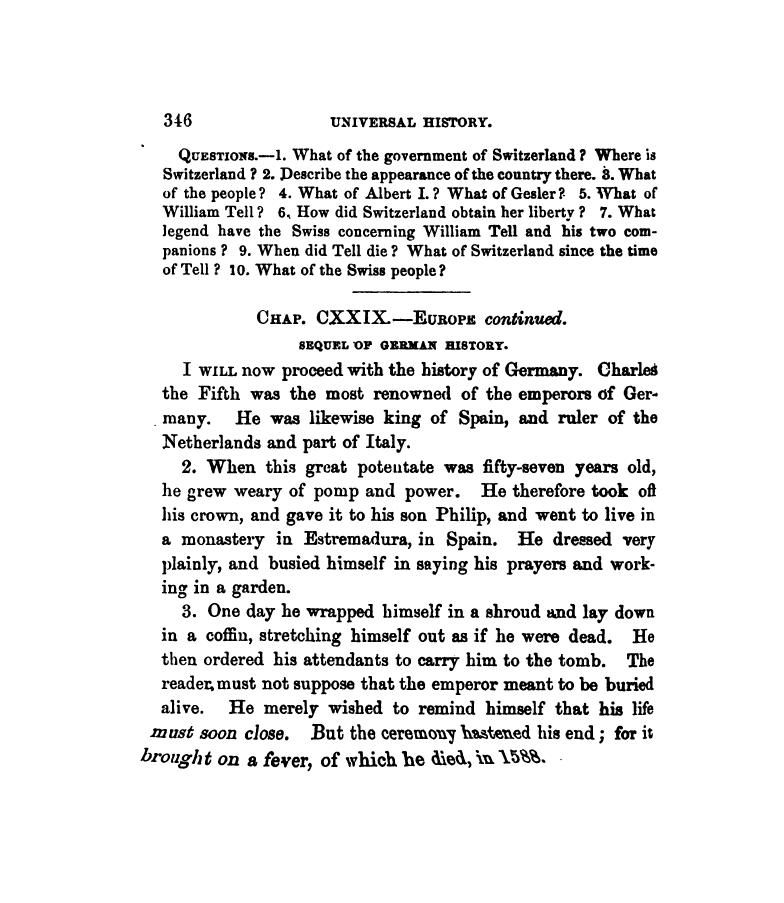 346 UNIVERSAL HISTORY.
QUESTIONS.—1. What of the government of Switzerland? Where is
Switzerland? 2. Describe the appearance of the country there. 3. What
of the people? 4. What of Albert I.? What of Gesler? 5. What of
William Tell? 6. How did Switzerland obtain her liberty? 7. What
legend have the Swiss concerning William Tell and his two com-
panions? 9. When did Tell die? What of Switzerland since the time
of Tell? 10. What of the Swiss people?
CHAP. CXXIX.—EUROPE continued.
SEQUEL OF GERMAN HISTORY.
I WILL now proceed with the history of Germany. Charles
the Fifth was the most renowned of the emperors of Ger-
many. He was likewise king of Spain, and ruler of the
Netherlands and part of Italy.
2. When this great potentate was fifty-seven years old,
he grew weary of pomp and power. He therefore took off
his crown, and gave it to his son Philip, and went to live in
a monastery in Estremadura, in Spain. He dressed very
plainly, and busied himself in saying his prayers and work-
ing in a garden.
3. One day he wrapped himself in a shroud and lay down
in a coffin, stretching himself out as if he were dead. He
then ordered his attendants to carry him to the tomb. The
reader must not suppose that the emperor meant to be buried
alive. He merely wished to remind himself that his life
must soon close. But the ceremony hastened his end; for it
brought on a fever, of which he died, in 1588.